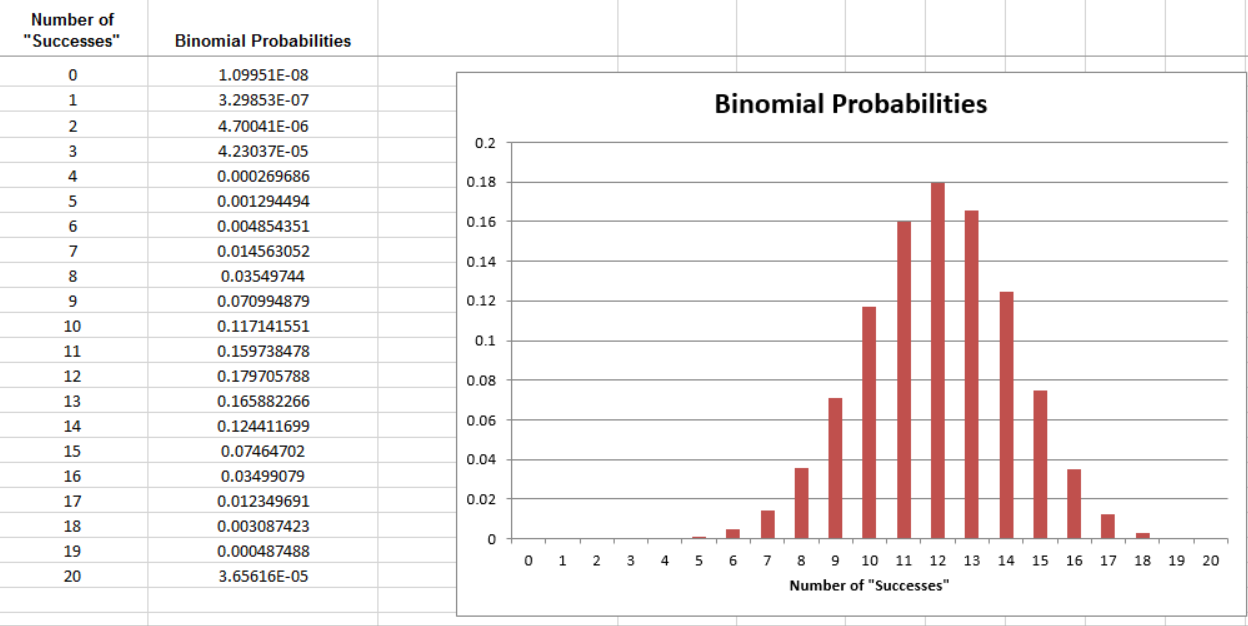 Number of
"Successes"
Binomial Probabilities
0 1.09951E-08
1 3.29853E-07
2 4.70041E-06
3 4.23037E-05
4 0.000269686
5 0.001294494
6 0.004854351
7 0.014563052
8 0.03549744
9 0.070994879
10 0.117141551
11 0.159738478
12 0.179705788
13 0.165882266
14 0.124411699
15 0.07464702
16 0.03499079
17 0.012349691
18 0.003087423
19 0.000487488
20 3.65616E-05
Binomial Probabilities
0.2
0.18
0.16
0.14
0.12
0.1
0.08
0.06
0.04
0.02
0
0 1 2 3 4 5 6 7 8 9 10 11 12 13 14 15 16 17 18 19 20
Number of "Successes"